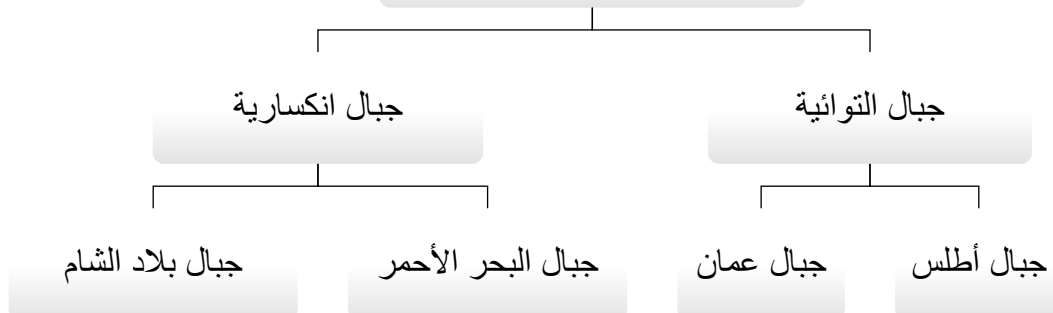 جبال التوائية
جبال انكسارية
جبال أطلس
جبال عمان
جبال البحر الأحمر
جبال بلاد الشام